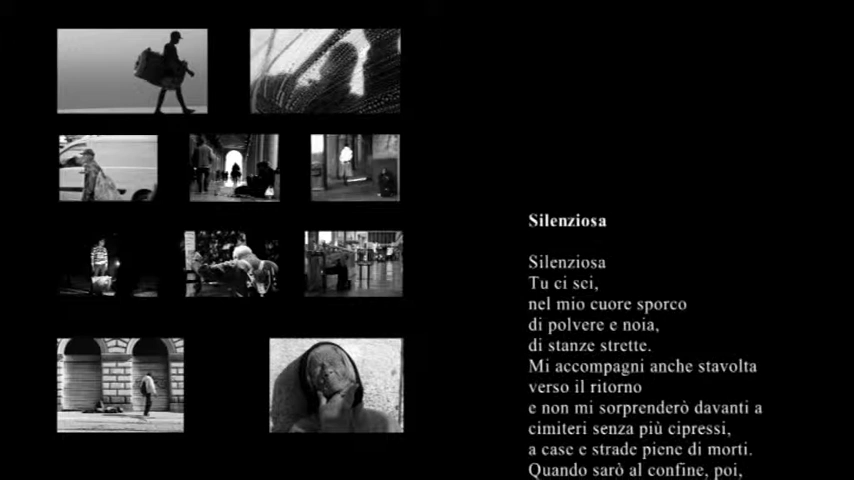 Silenziosa
Silenziosa
Tu ci sci,
nel mio cuore sporco
di polvere e noia,
di stanze strette.
Mi accompagni anche stavolta
verso il ritorno
e non mi sorprenderò davanti a
cimiteri senza più cipressi,
a case e strade piene di morti.
Quando sarò al confine, poi,